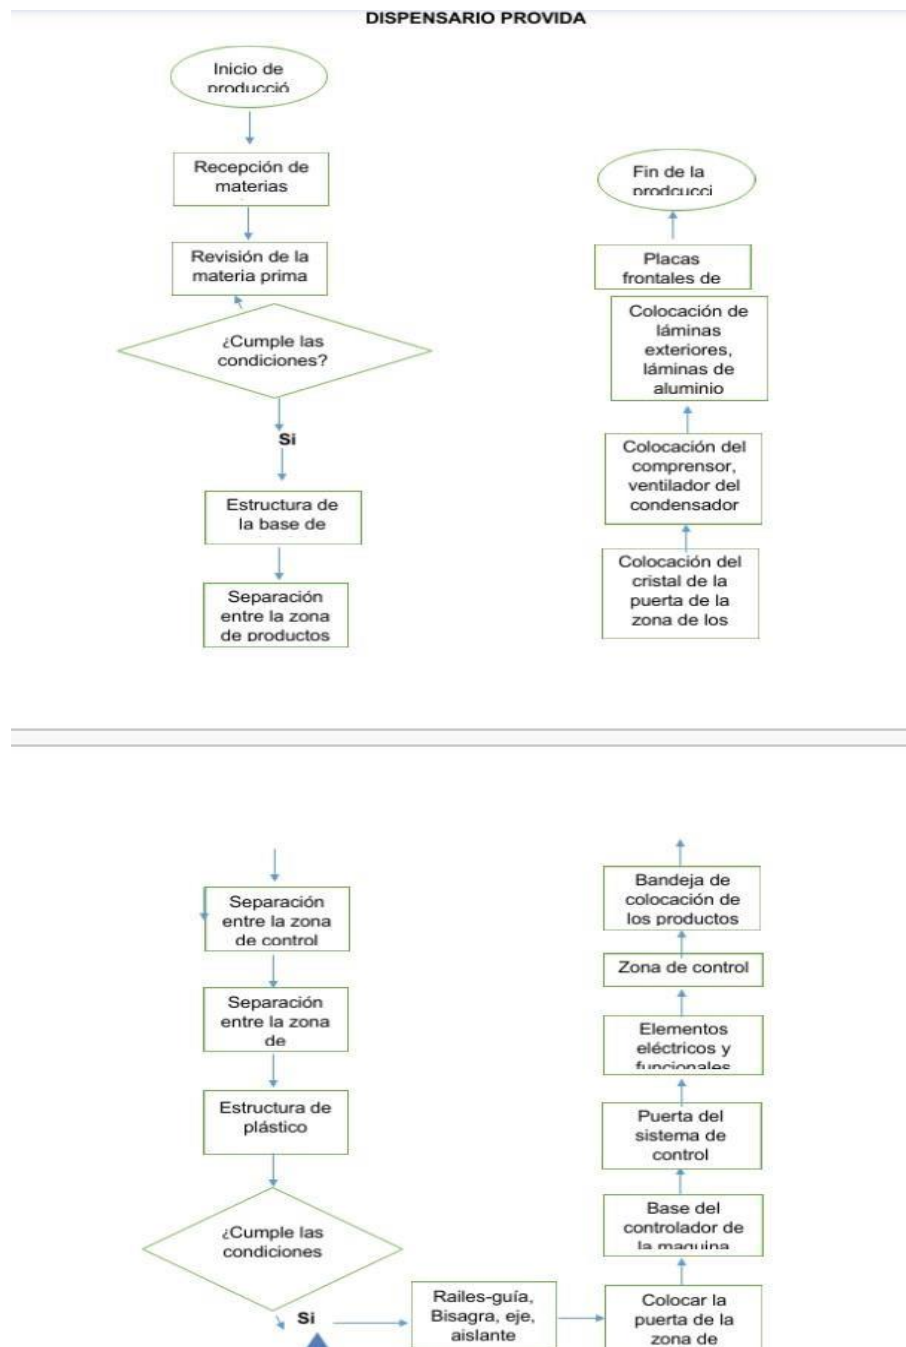 DISPENSARIO PROVIDA
Inicio de
producció
Recepción de
materias
Revisión de la
materia prima
¿Cumple las
condiciones?
Si
Estructura de
la base de
Separación
entre la zona
de productos
Fin de la
prodcucci
Placas
frontales de
Colocación de
láminas
exteriores,
láminas de
aluminio
Colocación del
comprensor,
ventilador del
condensador
Colocación del
cristal de la
puerta de la
zona de los
Separación
entre la zona
de control
Separación
entre la zona
de
Estructura de
plástico
¿Cumple las
condiciones
Si
Railes-guía,
Bisagra, eje,
aislante
Bandeja de
colocación de
los productos
Zona de control
Elementos
eléctricos y
funcionales
Puerta del
sistema de
control
Base del
controlador de
la maquina
Colocar la
puerta de la
zona de